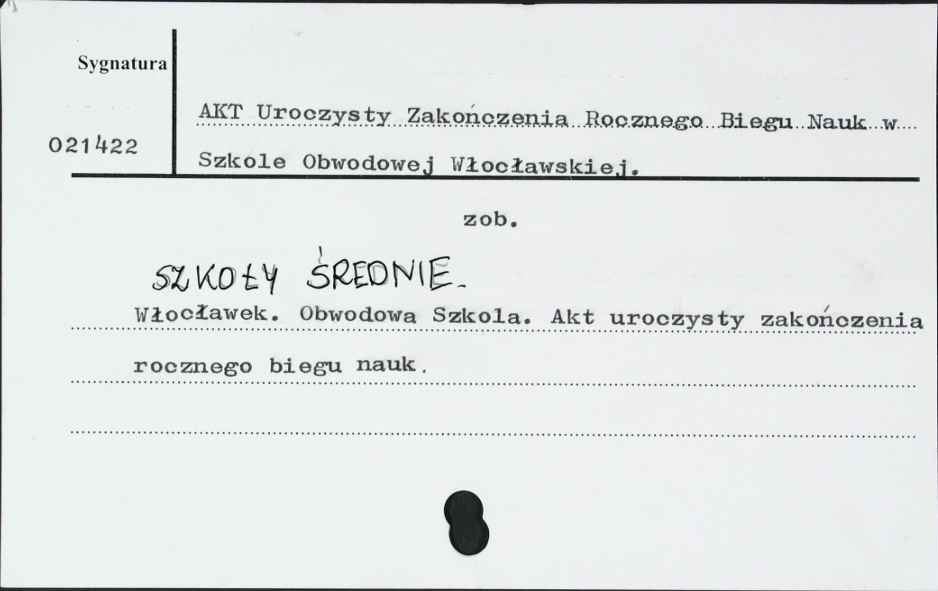 Sygnatura
021422
AKT Uroczysty Zakończenia Rocznego Biegu Nauk w
Szkole Obwodowej Włocławskiej.
zob.
SZKOŁY ŚREDNIE.
Włocławek. Obwodowa Szkola. Akt uroczysty zakończenia
rocznego biegu nauk.